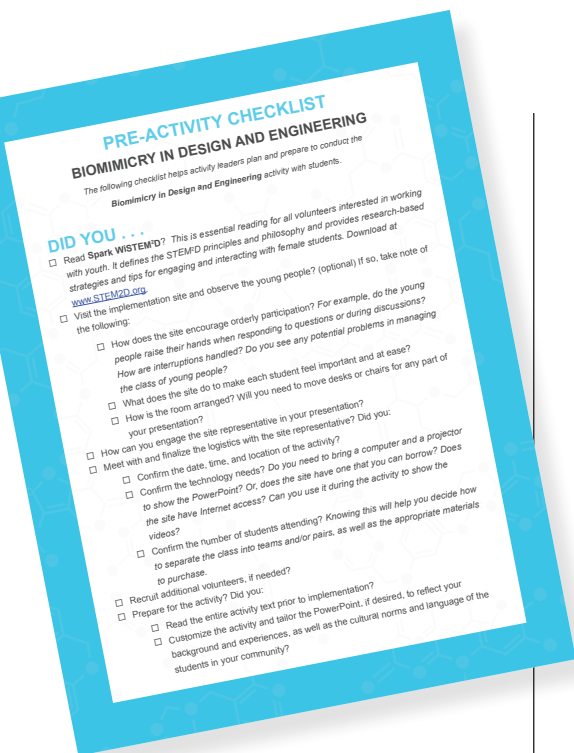 PRE-ACTIVITY CHECKLIST
BIOMIMICRY IN DESIGN AND ENGINEERING
The following checklist helps activity leaders plan and prepare to conduct the
Biomimicry in Design and Engineering activity with students.
DID YOU . . .
☐ Read Spark WiSTEM²D? This is essential reading for all volunteers interested in working
with youth. It defines the STEM²D principles and philosophy and provides research-based
strategies and tips for engaging and interacting with female students. Download at
www.STEM2D.org.
☐ Visit the implementation site and observe the young people? (optional) If so, take note of
the following:
☐ How does the site encourage orderly participation? For example, do the young
people raise their hands when responding to questions or during discussions?
How are interruptions handled? Do you see any potential problems in managing
the class of young people?
☐ What does the site do to make each student feel important and at ease?
☐ How is the room arranged? Will you need to move desks or chairs for any part of
your presentation?
☐ How can you engage the site representative in your presentation?
☐ Meet with and finalize the logistics with the site representative? Did you:
☐ Confirm the date, time, and location of the activity?
☐ Confirm the technology needs? Do you need to bring a computer and a projector
to show the PowerPoint? Or, does the site have one that you can borrow? Does
the site have Internet access? Can you use it during the activity to show the
videos?
☐ Confirm the number of students attending? Knowing this will help you decide how
to separate the class into teams and/or pairs, as well as the appropriate materials
to purchase.
☐ Recruit additional volunteers, if needed?
☐ Prepare for the activity? Did you:
☐ Read the entire activity text prior to implementation?
☐ Customize the activity and tailor the PowerPoint, if desired, to reflect your
background and experiences, as well as the cultural norms and language of the
students in your community?